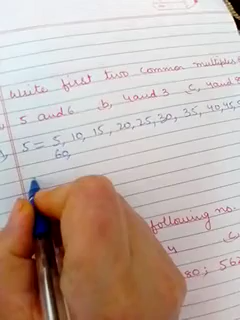 Write first two common multiples
5 and 6 b, 4 and 3 c, 4 and
5 = 5, 10, 15, 20, 25, 30, 35, 40, 45,
60
following no.
4
80; 56